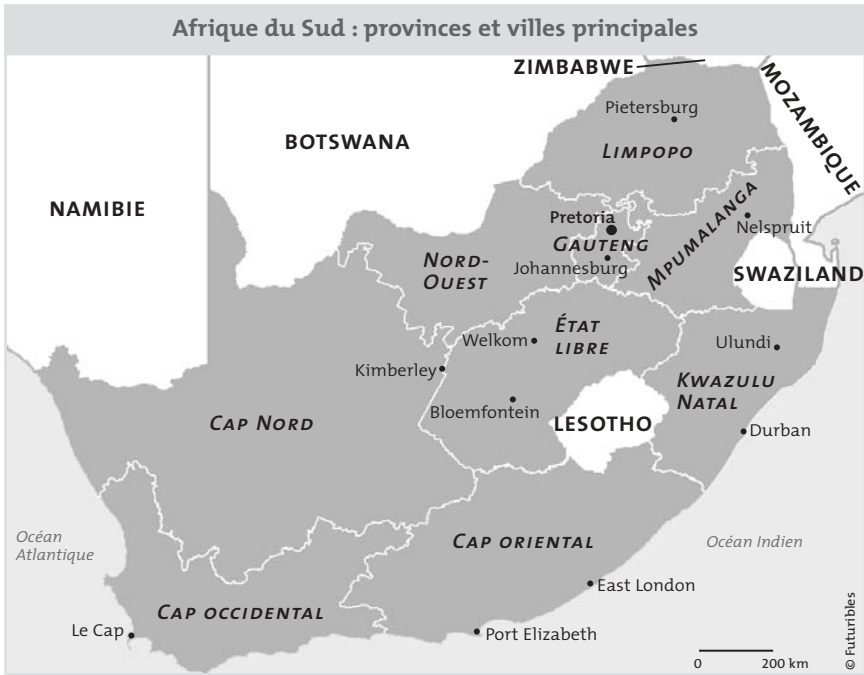 Afrique du Sud : provinces et villes principales
ZIMBABWE
MOZAMBIQUE
Pietersburg
BOTSWANA
LIMPOPO
NAMIBIE
Pretoria
MPUMALANGA
Nelspruit
GAUTENG
NORD-
OUEST
Johannesburg
SWAZILAND
ÉTAT
LIBRE
Welkom
Ulundi
Kimberley
KWAZULU
NATAL
Bloemfontein
CAP NORD
LESOTHO
Durban
Océan
Atlantique
CAP ORIENTAL
Océan Indien
East London
CAP OCCIDENTAL
Le Cap
Port Elizabeth
0 200 km
© Futuribles